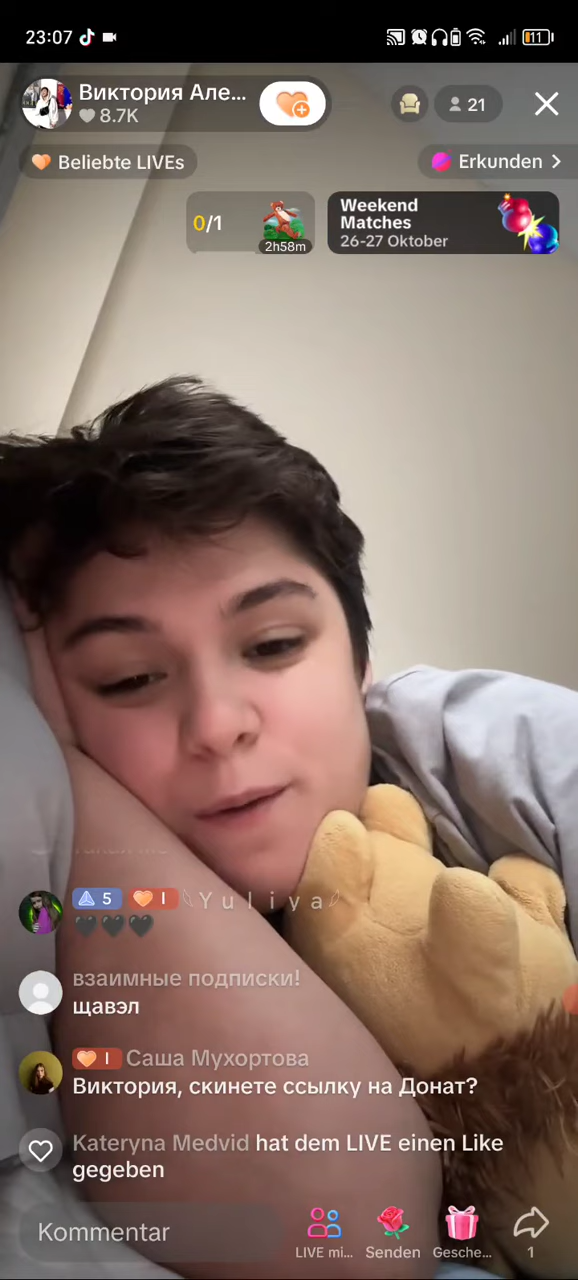 23:07
11
Виктория Але...
8.7K
21
Beliebte LIVEs
Erkunden
0/1
2h58m
Weekend
Matches
26-27 Oktober
5 I Yuliya
🖤🖤🖤
взаимные подписки!
щавэл
I Саша Мухортова
Виктория, скинете ссылку на Донат?
Kateryna Medvid hat dem LIVE einen Like
gegeben
Kommentar
LIVE mi...
Senden
Gesche...
1